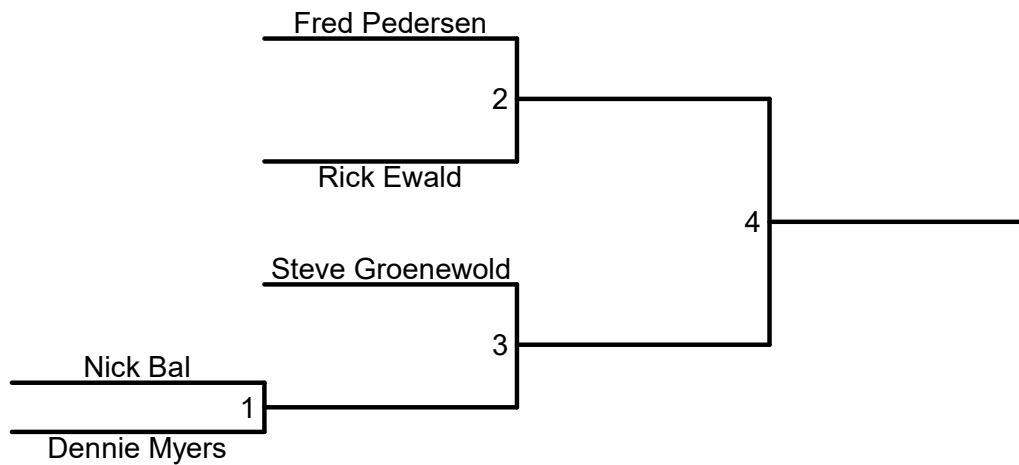 Fred Pedersen
2
Rick Ewald
4
Steve Groenewold
3
Nick Bal
1
Dennie Myers